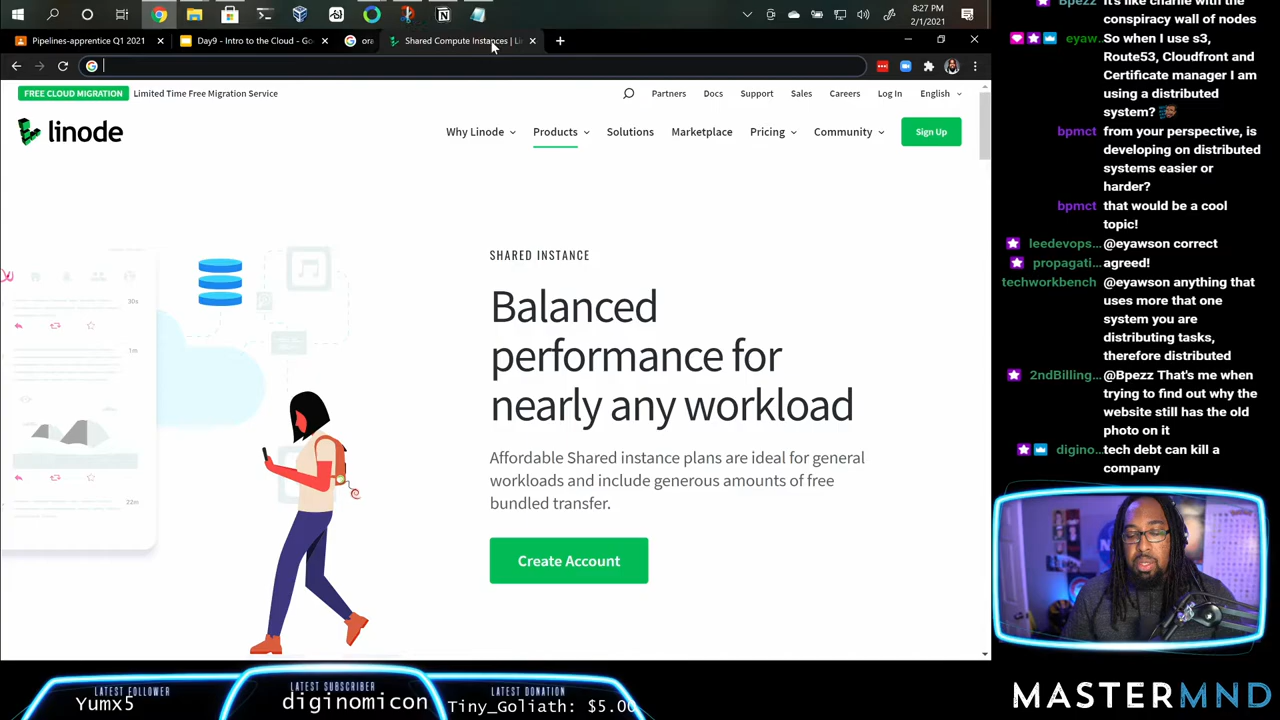 8:27 PM
2/1/2021
Pipelines-apprentice Q1 2021
Day9 - Intro to the Cloud - Go
ora
Shared Compute Instances | Li
FREE CLOUD MIGRATION Limited Time Free Migration Service
Partners Docs Support Sales Careers Log In English
linode
Why Linode Products Solutions Marketplace Pricing Community Sign Up
SHARED INSTANCE
Balanced
performance for
nearly any workload
Affordable Shared instance plans are ideal for general
workloads and include generous amounts of free
bundled transfer.
Create Account
30s
1m
22m
Bpezz It's like charlie with the
conspiracy wall of nodes
eyaw... So when I use s3,
Route53, Cloudfront and
Certificate manager I am
using a distributed
system?
bpmct from your perspective, is
developing on distributed
systems easier or
harder?
bpmct that would be a cool
topic!
leedevops... @eyawson correct
propagati... agreed!
techworkbench @eyawson anything that
uses more that one
system you are
distributing tasks,
therefore distributed
2ndBilling... @Bpezz That's me when
trying to find out why the
website still has the old
photo on it
digino... tech debt can kill a
company
LATEST FOLLOWER
Yumx5
LATEST SUBSCRIBER
diginomicon
LATEST DONATION
Tiny_Goliath: $5.00
MASTERMND